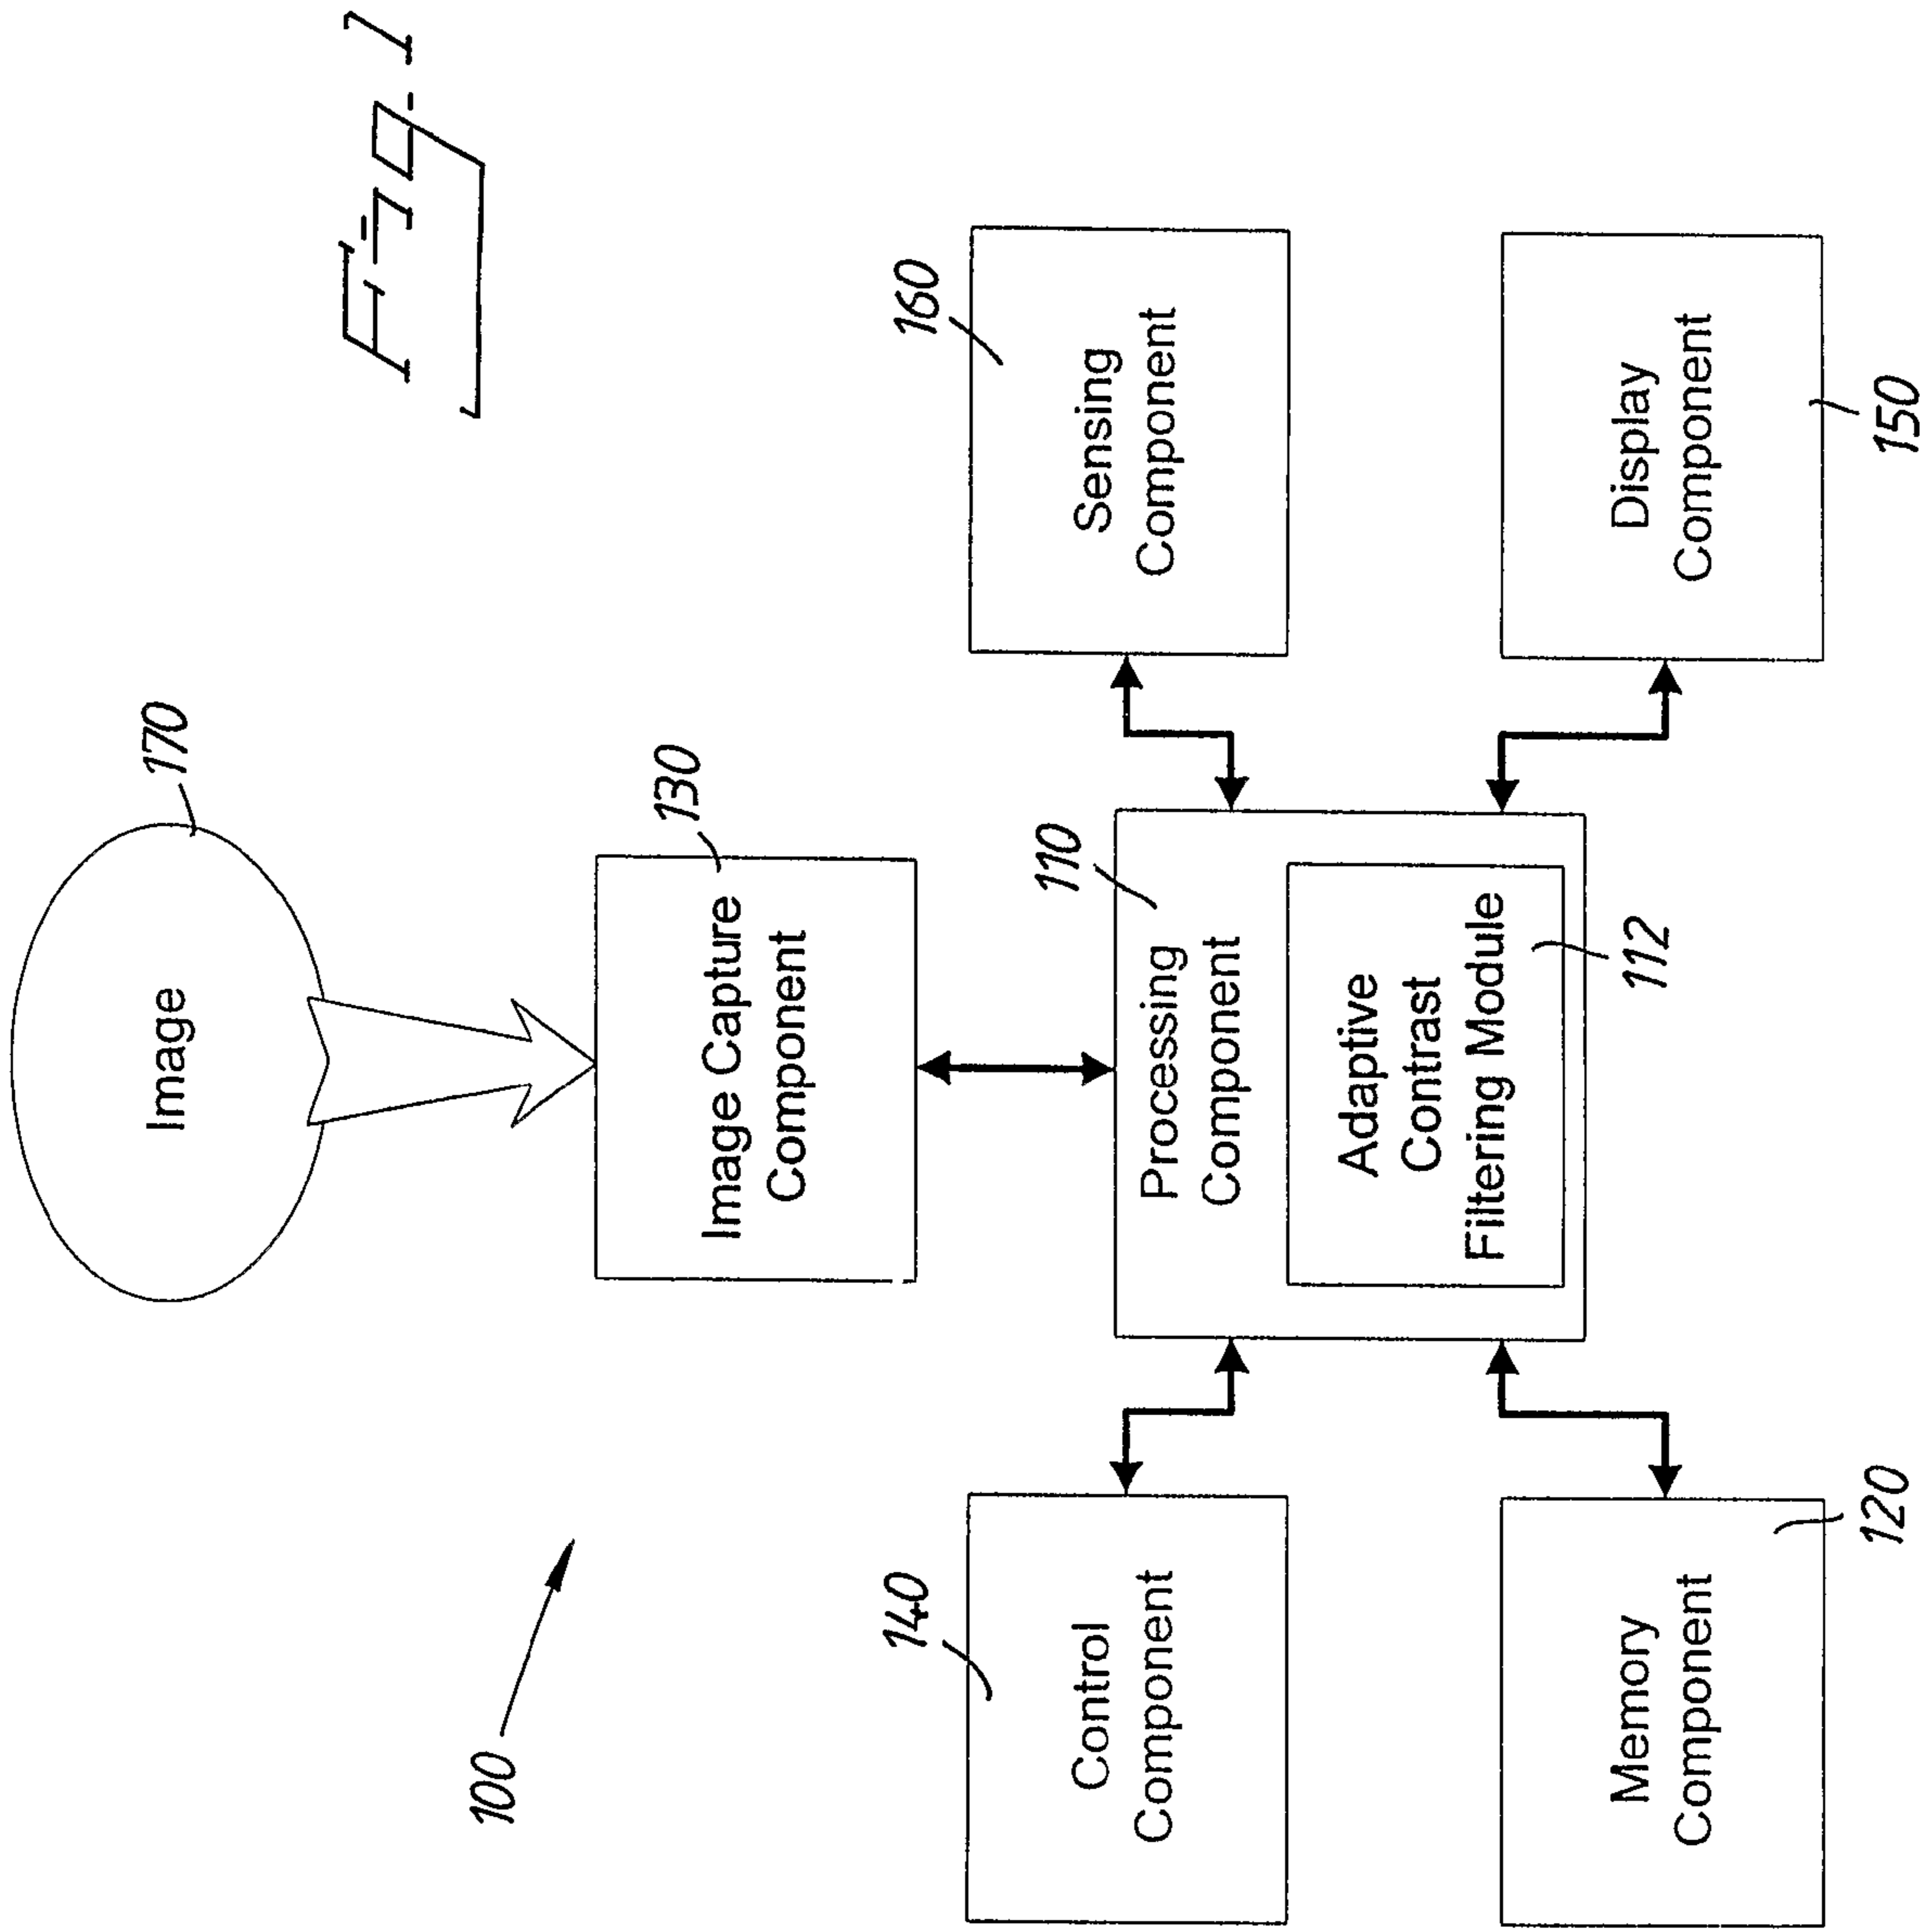 Fig. 1
100
Image
170
Image Capture
Component
130
140
Control
Component
Processing
Component
110
Adaptive
Contrast
Filtering Module
112
160
Sensing
Component
Memory
Component
120
Display
Component
150